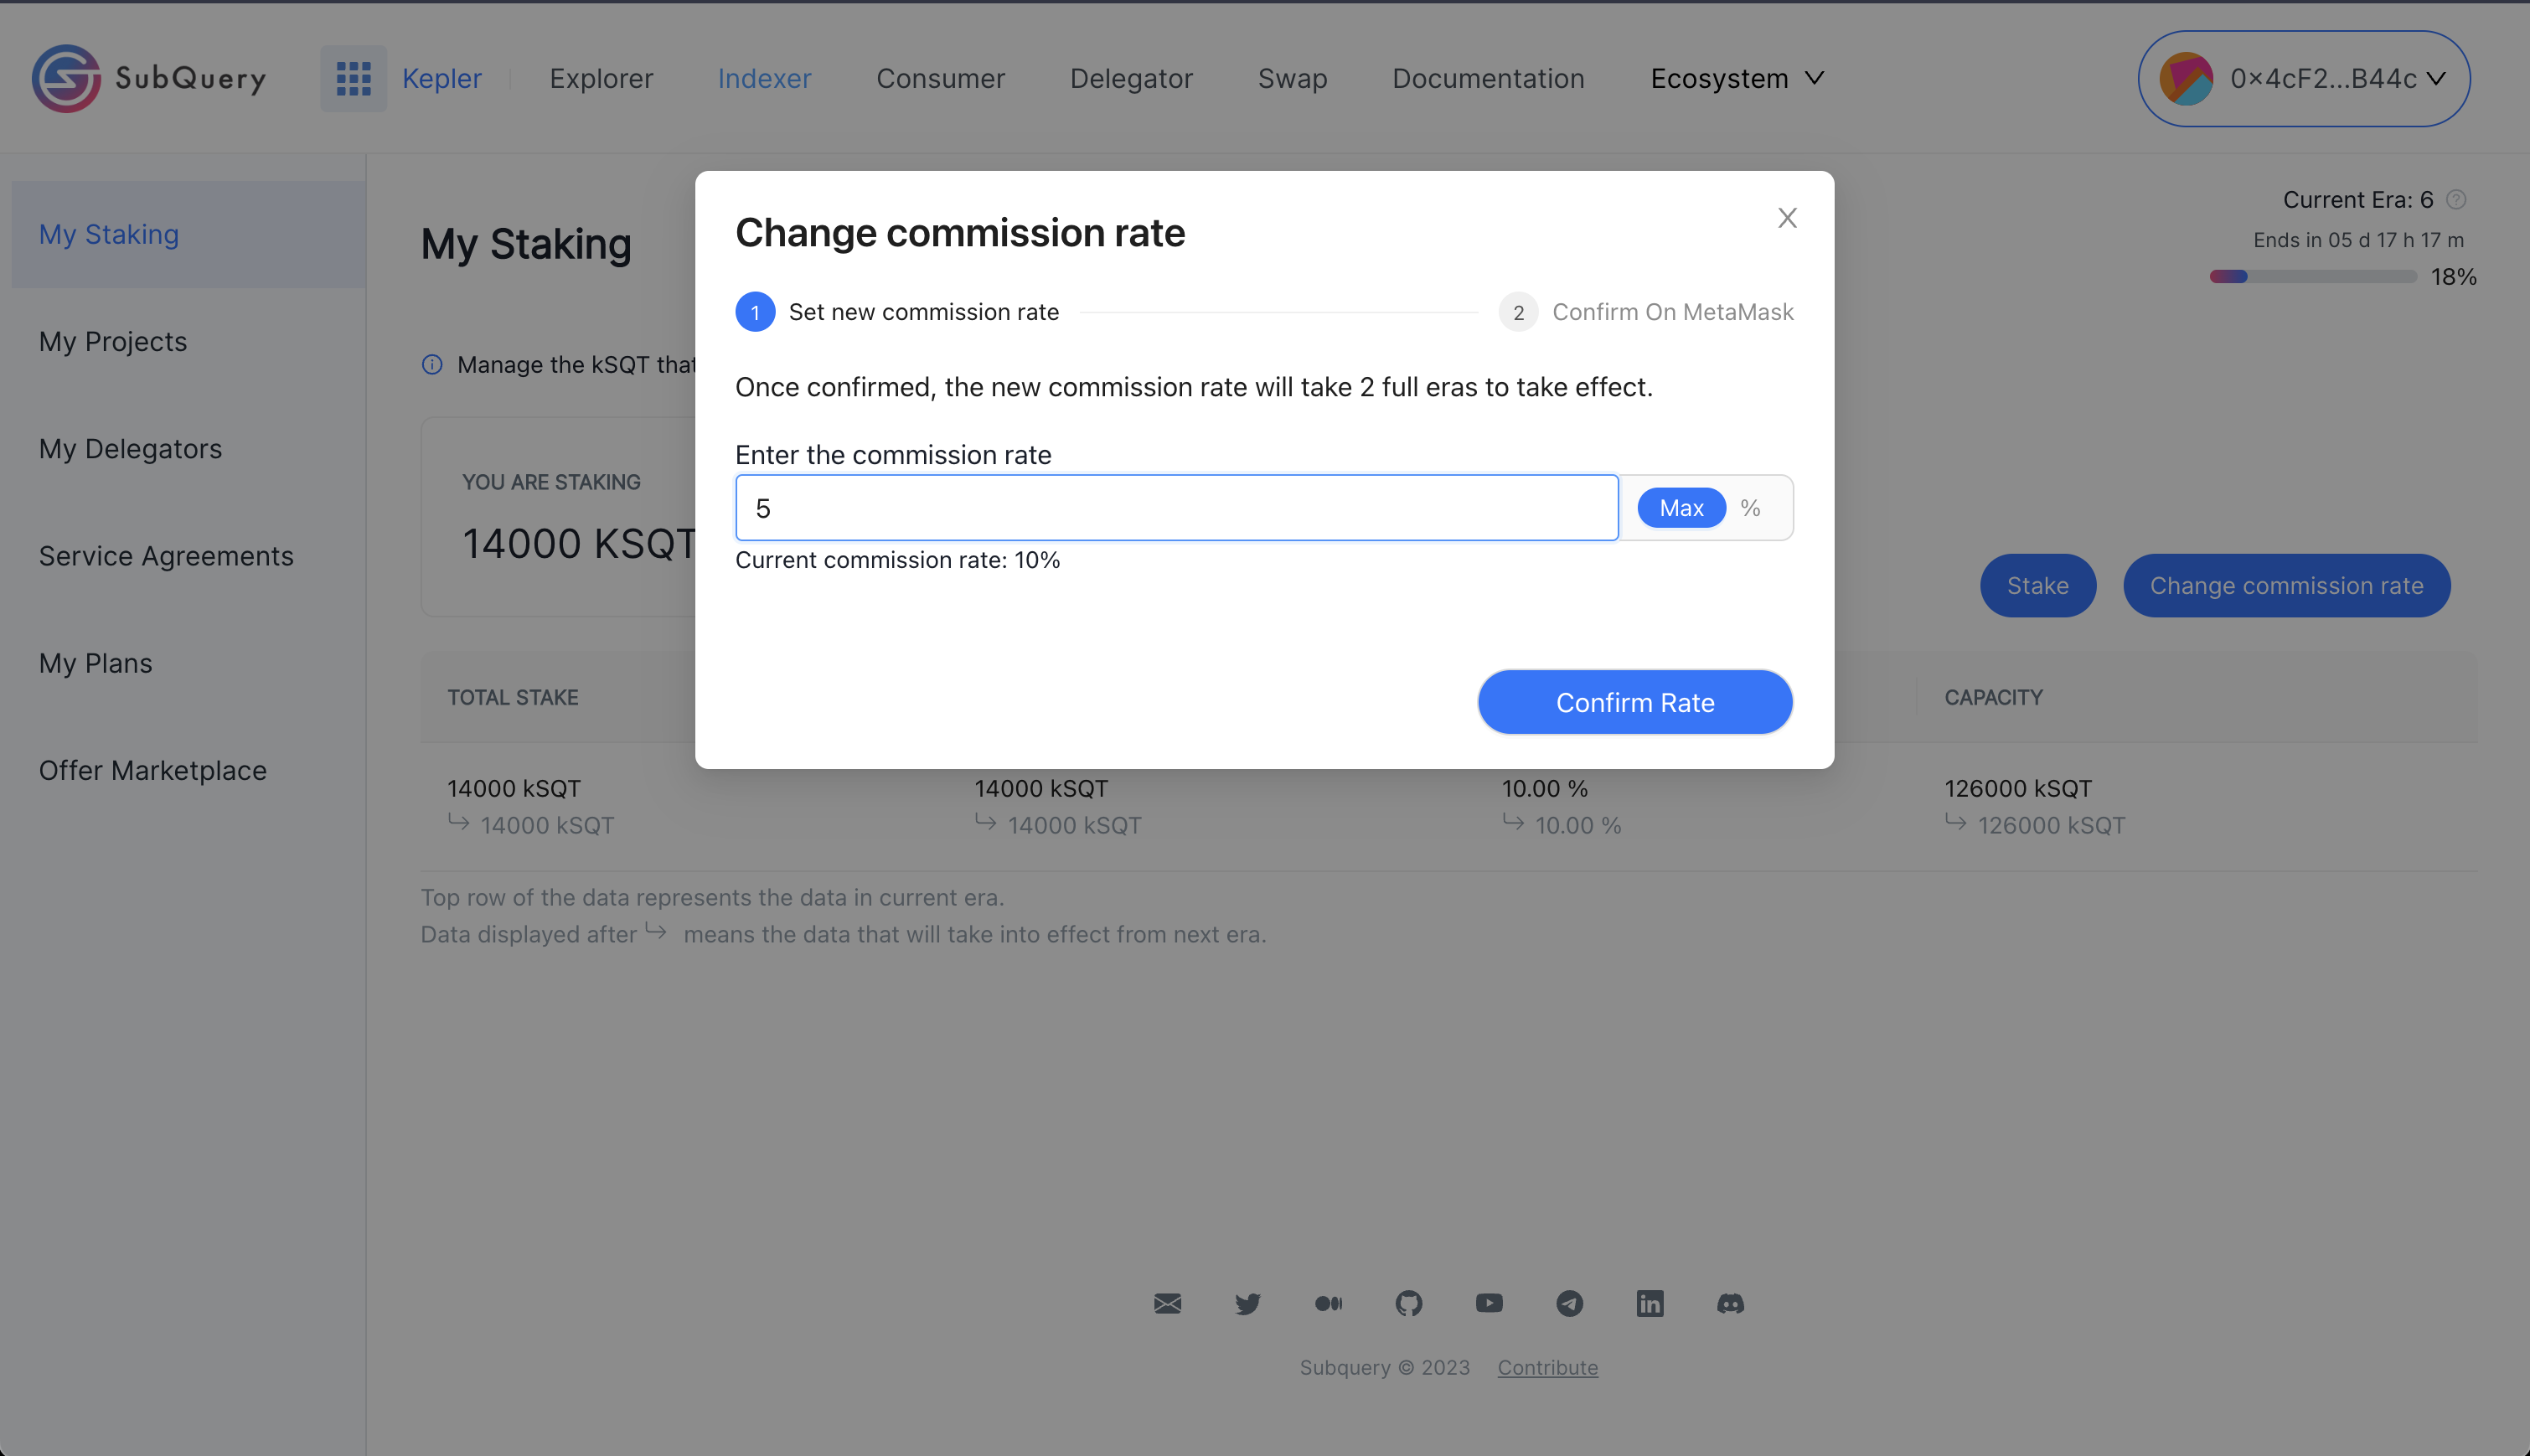 SubQuery
Kepler
Explorer
Indexer
Consumer
Delegator
Swap
Documentation
Ecosystem
0x4cF2...B44c
My Staking
My Projects
My Delegators
Service Agreements
My Plans
Offer Marketplace
My Staking
Current Era: 6
Ends in 05 d 17 h 17 m
18%
Manage the kSQT that
YOU ARE STAKING
14000 KSQT
Change commission rate
1 Set new commission rate
2 Confirm On MetaMask
Once confirmed, the new commission rate will take 2 full eras to take effect.
Enter the commission rate
5
Max %
Current commission rate: 10%
Confirm Rate
Stake
Change commission rate
TOTAL STAKE
CAPACITY
14000 kSQT
14000 kSQT
10.00 %
126000 kSQT
14000 kSQT
14000 kSQT
10.00 %
126000 kSQT
Top row of the data represents the data in current era.
Data displayed after means the data that will take into effect from next era.
Subquery © 2023
Contribute